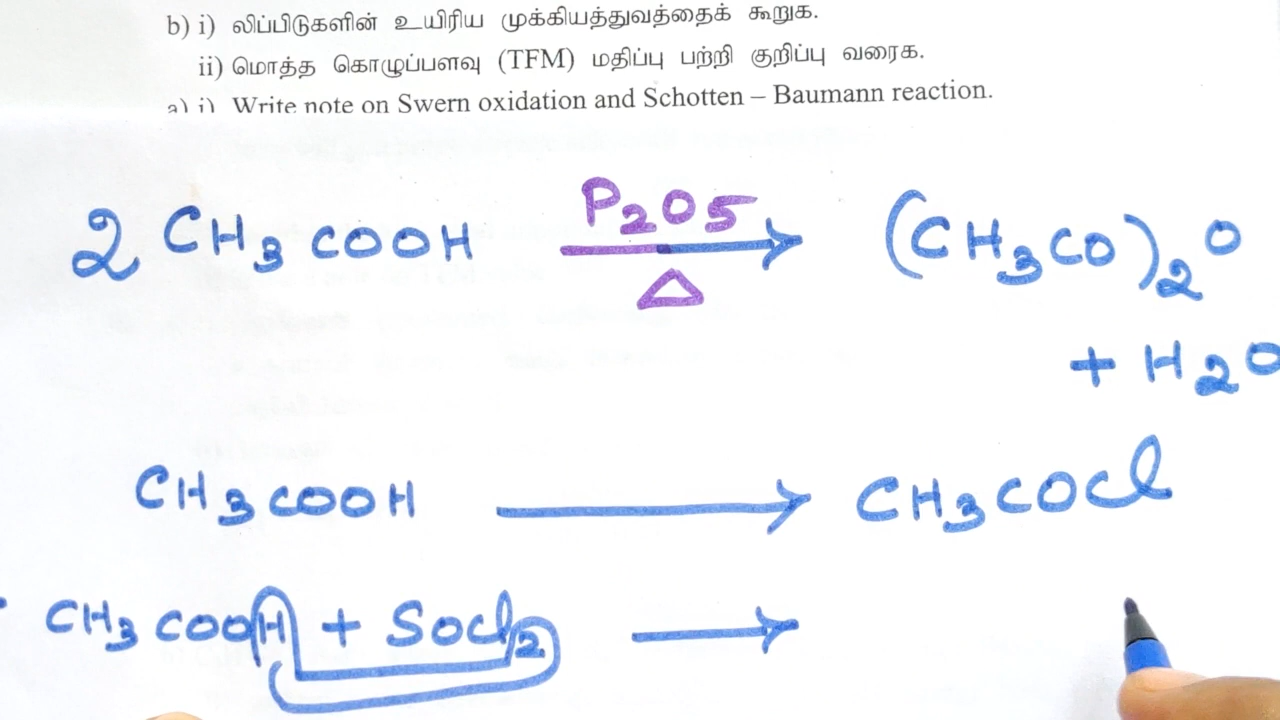 b) i) லிப்பிடுகளின் உயிரிய முக்கியத்துவத்தைக் கூறுக.
ii) மொத்த கொழுப்பளவு (TFM) மதிப்பு பற்றி குறிப்பு வரைக.
a) i) Write note on Swern oxidation and Schotten – Baumann reaction.
P2O5
2 CH3COOH ⟶ (CH3CO)2O
Δ
+ H2O
CH3COOH ⟶ CH3COCl
CH3COOH + SOCl2 ⟶